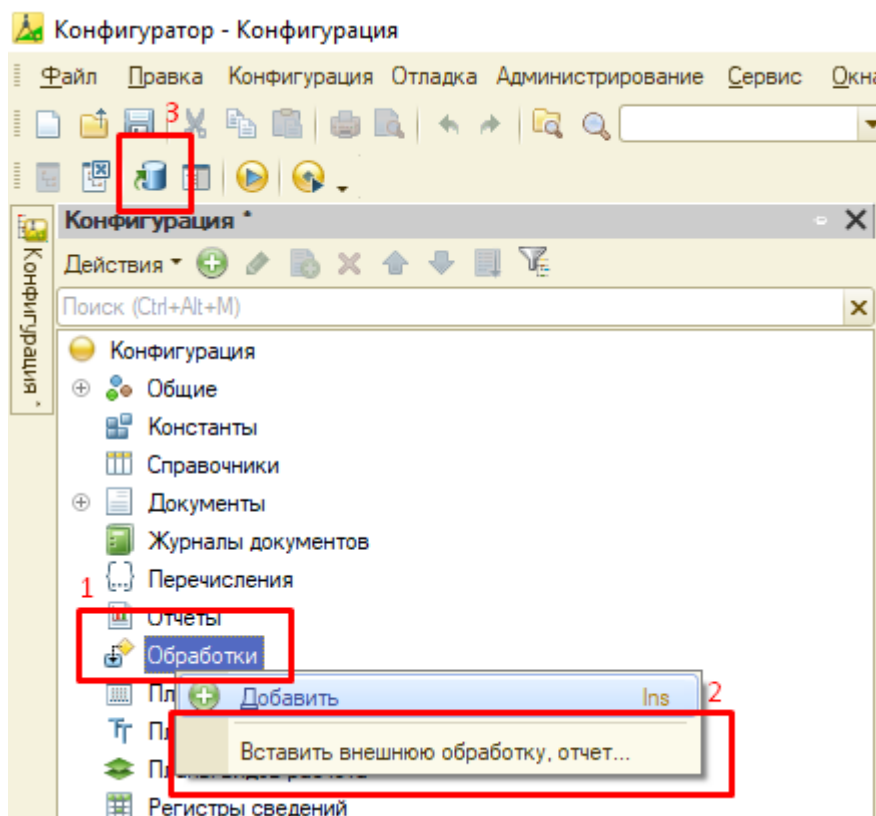 Конфигуратор - Конфигурация
Файл Правка Конфигурация Отладка Администрирование Сервис Окна
3
Конфигурация *
Конфигурация *
Действия
Поиск (Ctrl+Alt+M)
Конфигурация
Общие
Константы
Справочники
Документы
Журналы документов
1
Перечисления
Отчеты
Обработки
Добавить Ins
2
Вставить внешнюю обработку, отчет...
Регистры сведений